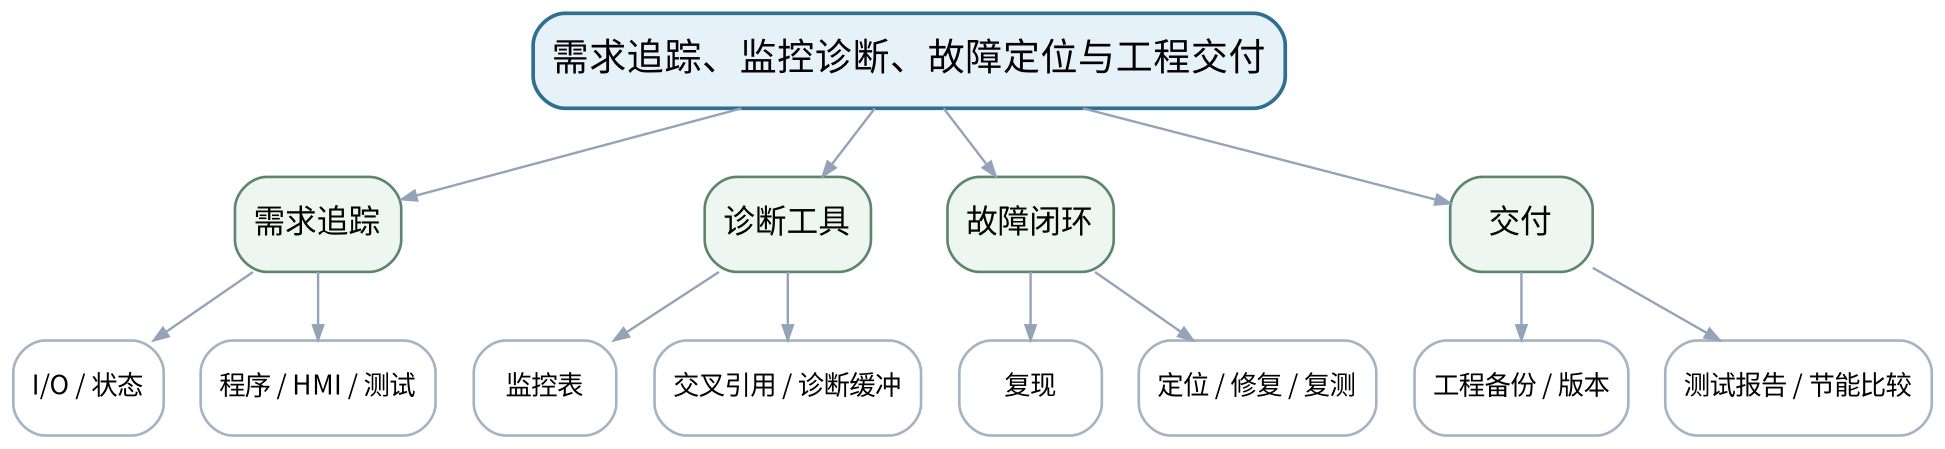 需求追踪、监控诊断、故障定位与工程交付
需求追踪
诊断工具
故障闭环
交付
I/O / 状态
程序 / HMI / 测试
监控表
交叉引用 / 诊断缓冲
复现
定位 / 修复 / 复测
工程备份 / 版本
测试报告 / 节能比较